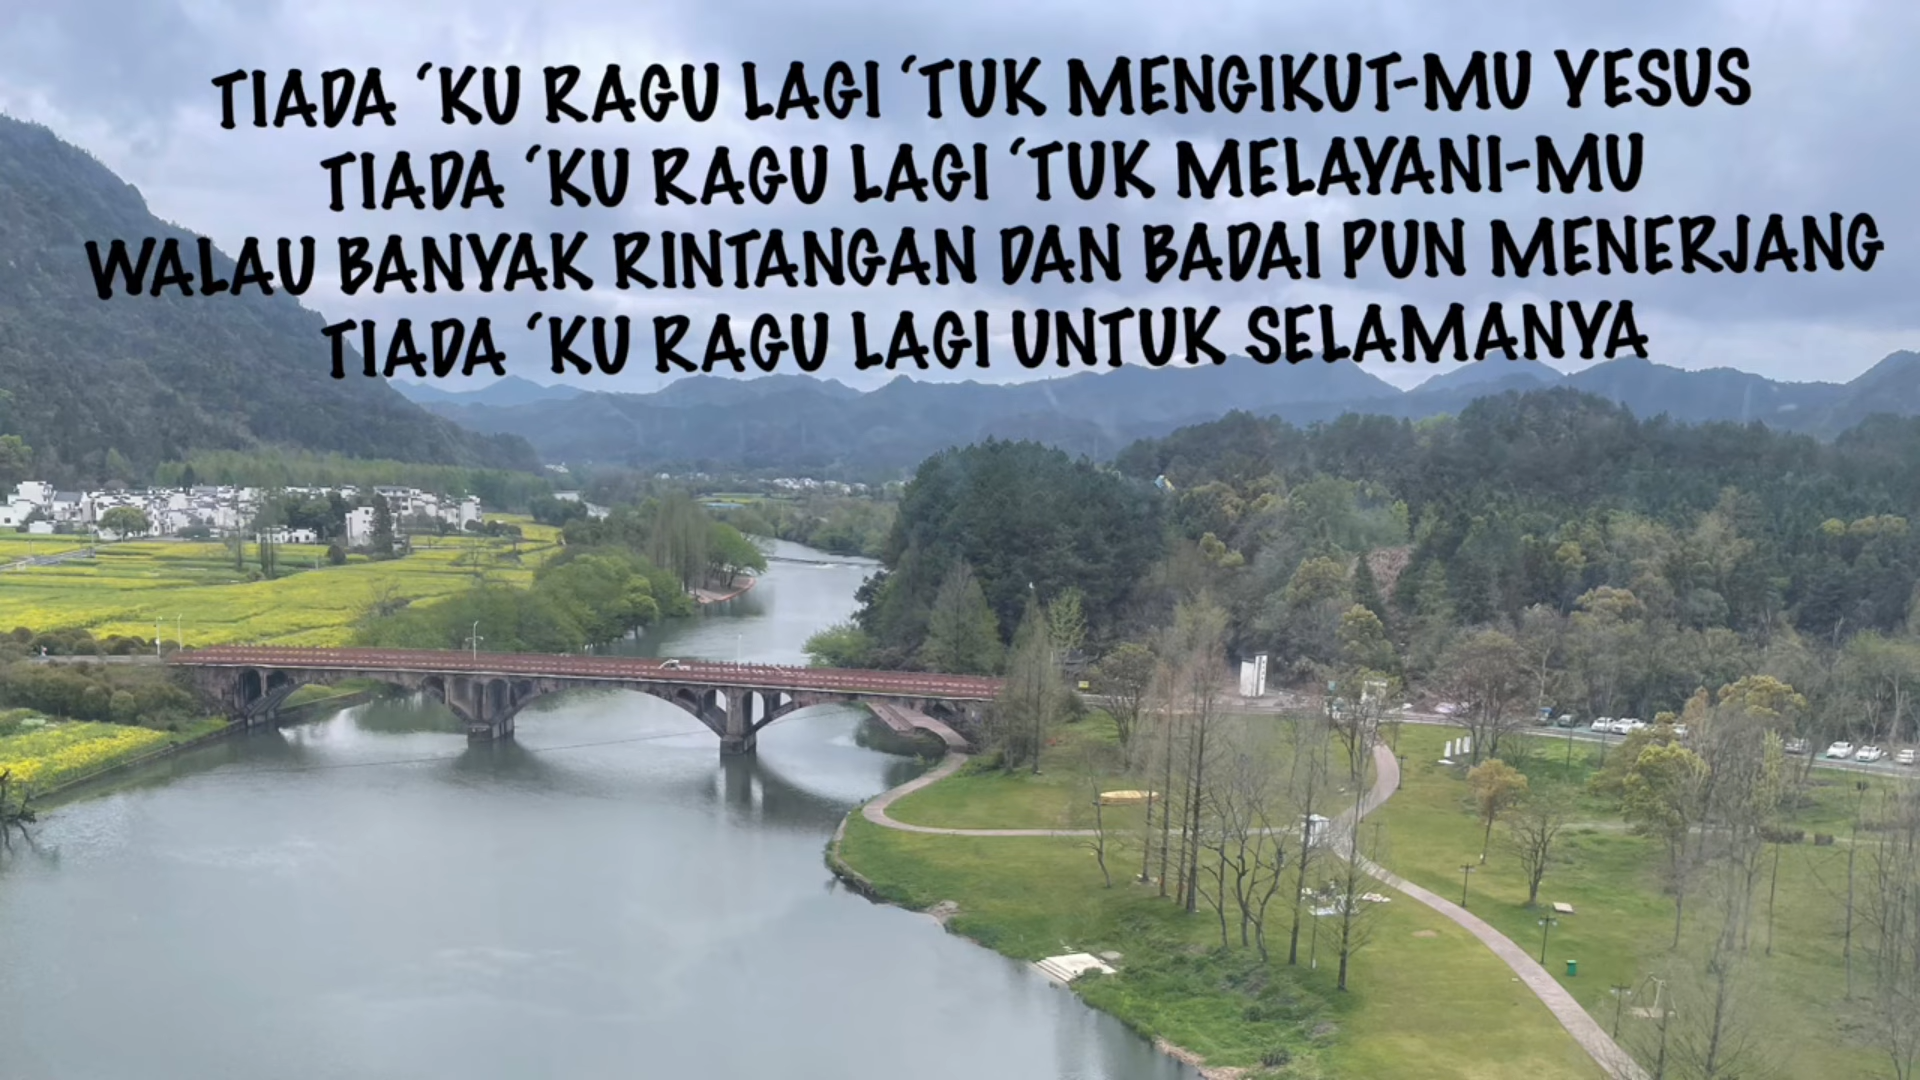 TIADA ‘KU RAGU LAGI ‘TUK MENGIKUT-MU YESUS
TIADA ‘KU RAGU LAGI ‘TUK MELAYANI-MU
WALAU BANYAK RINTANGAN DAN BADAI PUN MENERJANG
TIADA ‘KU RAGU LAGI UNTUK SELAMANYA